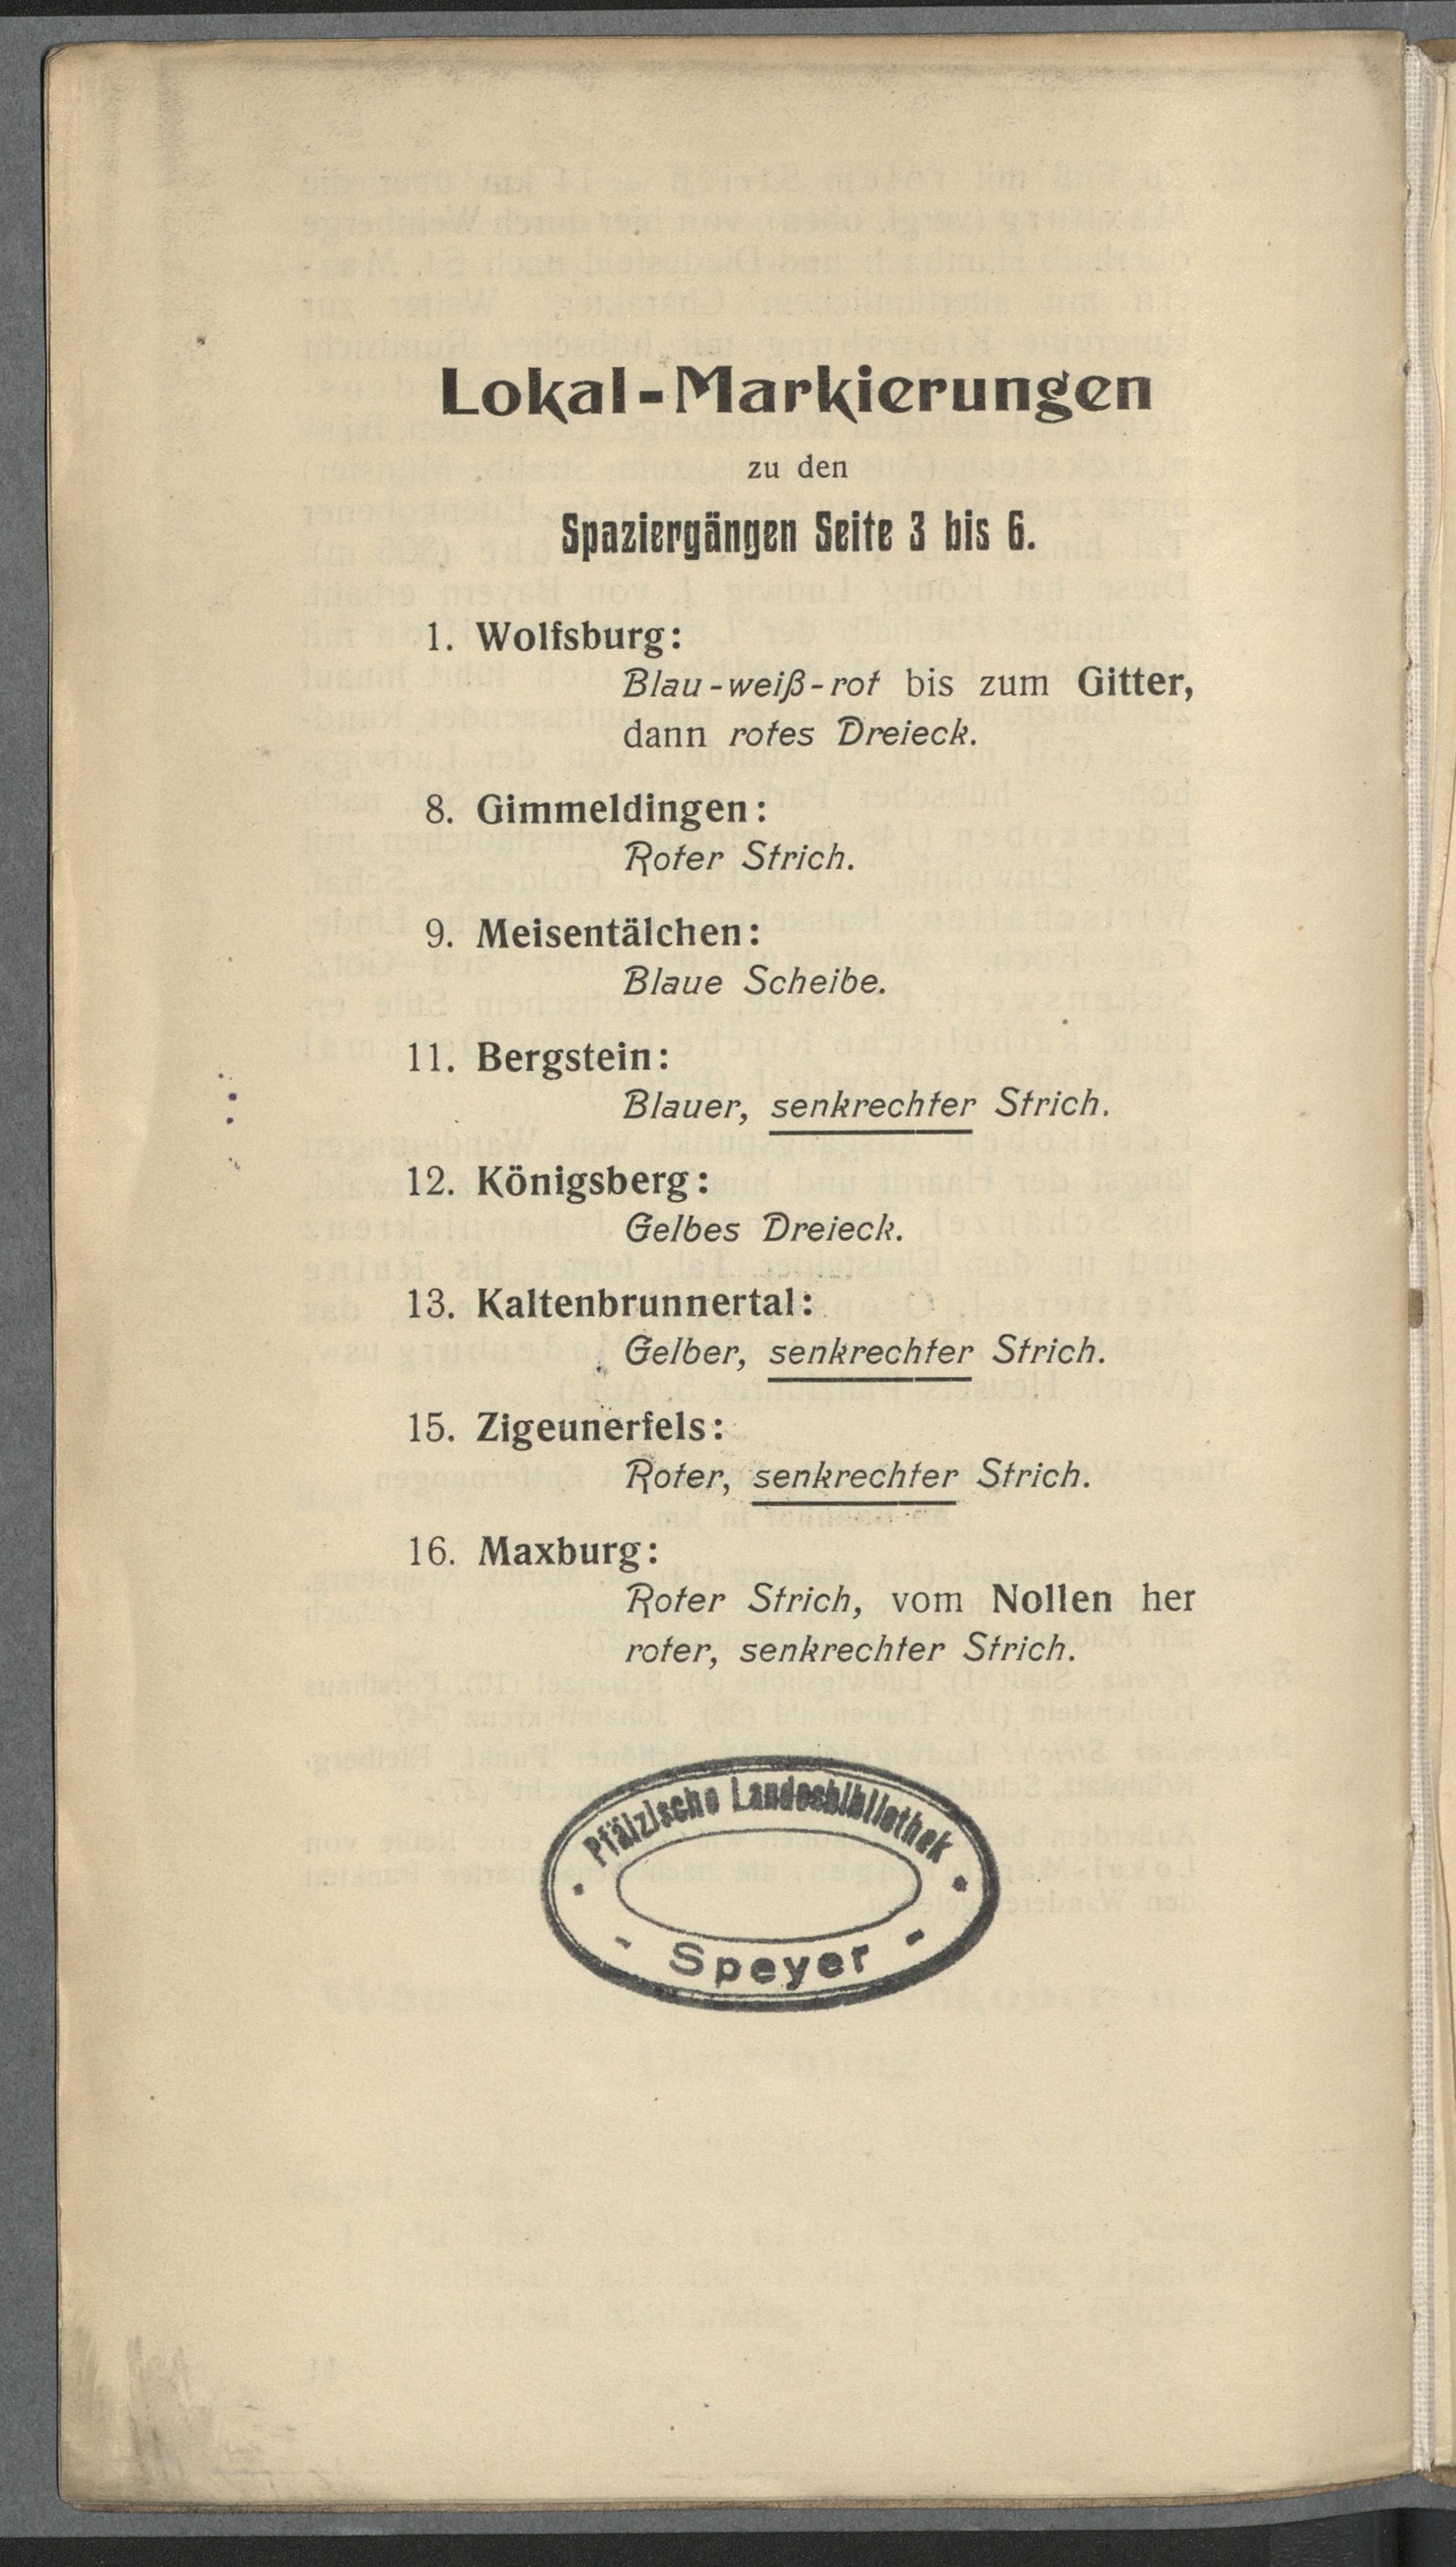 Lokal-Markierungen
zu den
Spaziergängen Seite 3 bis 6.
1. Wolfsburg:
Blau-weiß-rot bis zum Gitter,
dann rotes Dreieck.
8. Gimmeldingen:
Roter Strich.
9. Meisentälchen:
Blaue Scheibe.
11. Bergstein:
Blauer, senkrechter Strich.
12. Königsberg:
Gelbes Dreieck.
13. Kaltenbrunnertal:
Gelber, senkrechter Strich.
15. Zigeunerfels:
Roter, senkrechter Strich.
16. Maxburg:
Roter Strich, vom Nollen her
roter, senkrechter Strich.
Pfälzische Landesbibliothek
- Speyer -